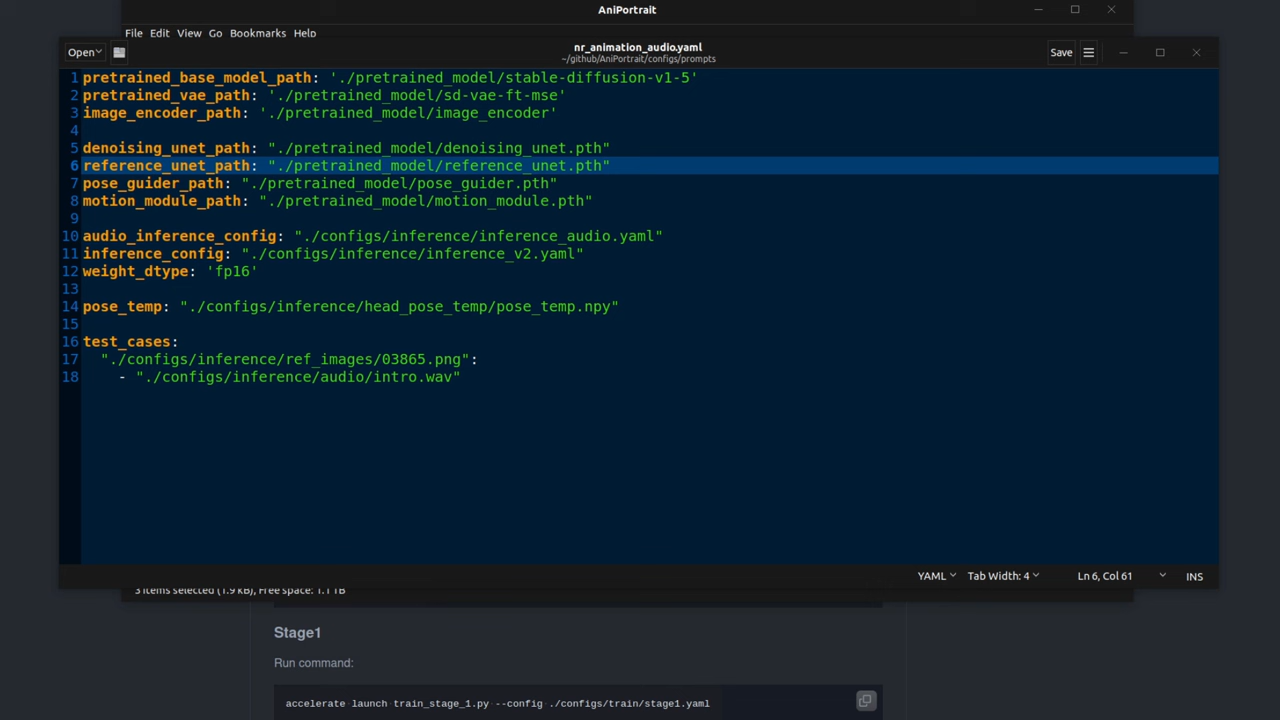 AniPortrait
File Edit View Go Bookmarks Help
Open
nr_animation_audio.yaml
~/github/AniPortrait/configs/prompts
Save
1 pretrained_base_model_path: './pretrained_model/stable-diffusion-v1-5'
2 pretrained_vae_path: './pretrained_model/sd-vae-ft-mse'
3 image_encoder_path: './pretrained_model/image_encoder'
4
5 denoising_unet_path: "./pretrained_model/denoising_unet.pth"
6 reference_unet_path: "./pretrained_model/reference_unet.pth"
7 pose_guider_path: "./pretrained_model/pose_guider.pth"
8 motion_module_path: "./pretrained_model/motion_module.pth"
9
10 audio_inference_config: "./configs/inference/inference_audio.yaml"
11 inference_config: "./configs/inference/inference_v2.yaml"
12 weight_dtype: 'fp16'
13
14 pose_temp: "./configs/inference/head_pose_temp/pose_temp.npy"
15
16 test_cases:
17   "./configs/inference/ref_images/03865.png":
18     - "./configs/inference/audio/intro.wav"
YAML Tab Width: 4 Ln 6, Col 61 INS
3 items selected (1.9 kB), Free space: 1.1 TB
Stage1
Run command:
accelerate launch train_stage_1.py --config ./configs/train/stage1.yaml